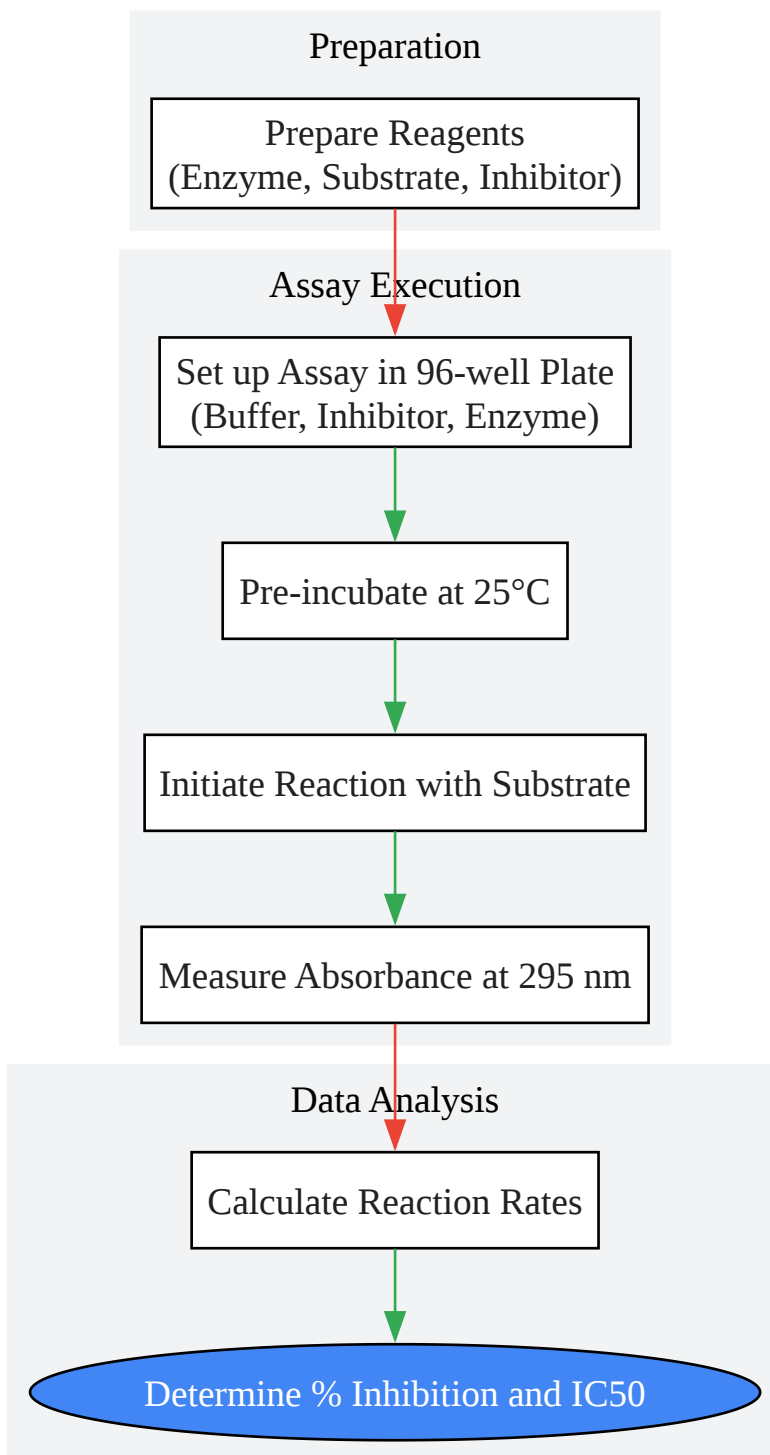 Preparation
Prepare Reagents
(Enzyme, Substrate, Inhibitor)
Assay Execution
Set up Assay in 96-well Plate
(Buffer, Inhibitor, Enzyme)
Pre-incubate at 25°C
Initiate Reaction with Substrate
Measure Absorbance at 295 nm
Data Analysis
Calculate Reaction Rates
Determine % Inhibition and IC50